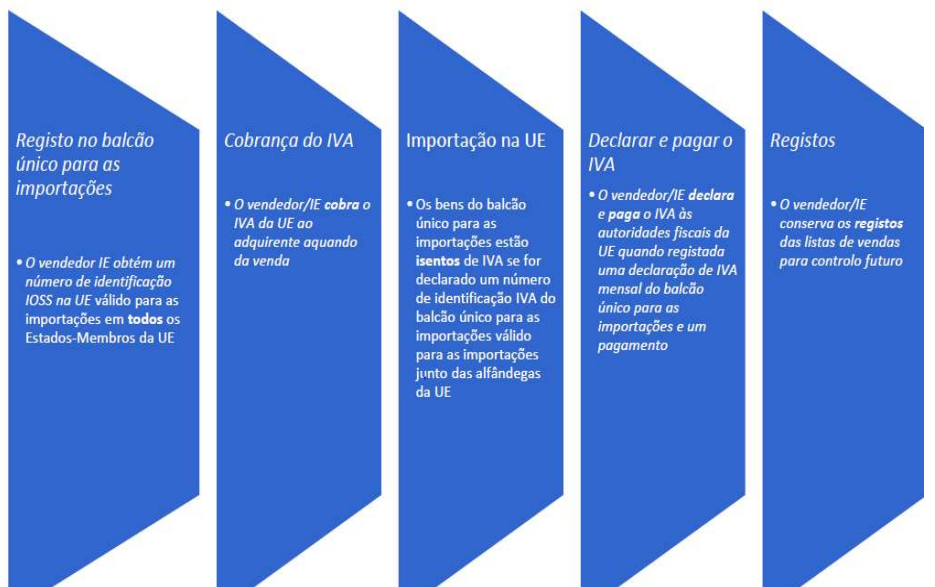 Registo no balcão
único para as
importações
• O vendedor IE obtém um
número de identificação
IOSS na UE válido para as
importações em todos os
Estados-Membros da UE
Cobrança do IVA
• O vendedor/IE cobra o
IVA da UE ao
adquirente aquando
da venda
Importação na UE
• Os bens do balcão
único para as
importações estão
isentos de IVA se for
declarado um número
de identificação IVA do
balcão único para as
importações válido
para as importações
junto das alfândegas
da UE
Declarar e pagar o
IVA
• O vendedor/IE declara
e paga o IVA às
autoridades fiscais da
UE quando registada
uma declaração de IVA
mensal do balcão
único para as
importações e um
pagamento
Registos
• O vendedor/IE
conserva os registos
das listas de vendas
para controlo futuro